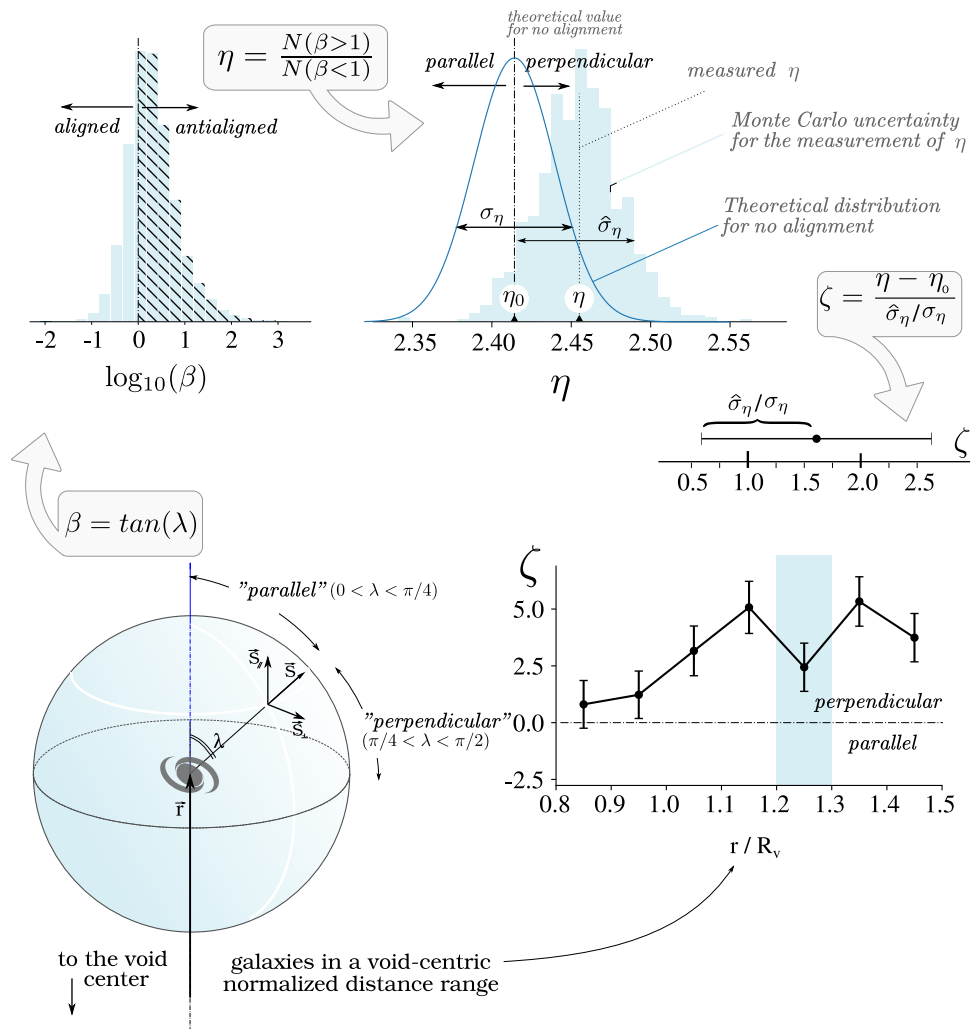 theoretical value
for no alignment
η = N(β>1) / N(β<1)
parallel
perpendicular
measured η
aligned
antialigned
Monte Carlo uncertainty
for the measurement of η
σ_η
σ̂_η
Theoretical distribution
for no alignment
η₀
η
ζ = (η − η₀) / (σ̂_η/σ_η)
-2 -1 0 1 2 3
log₁₀(β)
2.35 2.40 2.45 2.50 2.55
η
σ̂_η/σ_η
ζ
0.5 1.0 1.5 2.0 2.5
β = tan(λ)
"parallel" (0 < λ < π/4)
S⃗∥
S⃗
S⃗⊥
"perpendicular"
(π/4 < λ < π/2)
λ
r⃗
ζ
5.0
2.5
0.0
-2.5
perpendicular
parallel
0.8 0.9 1.0 1.1 1.2 1.3 1.4 1.5
r / Rᵥ
to the void
center
galaxies in a void-centric
normalized distance range